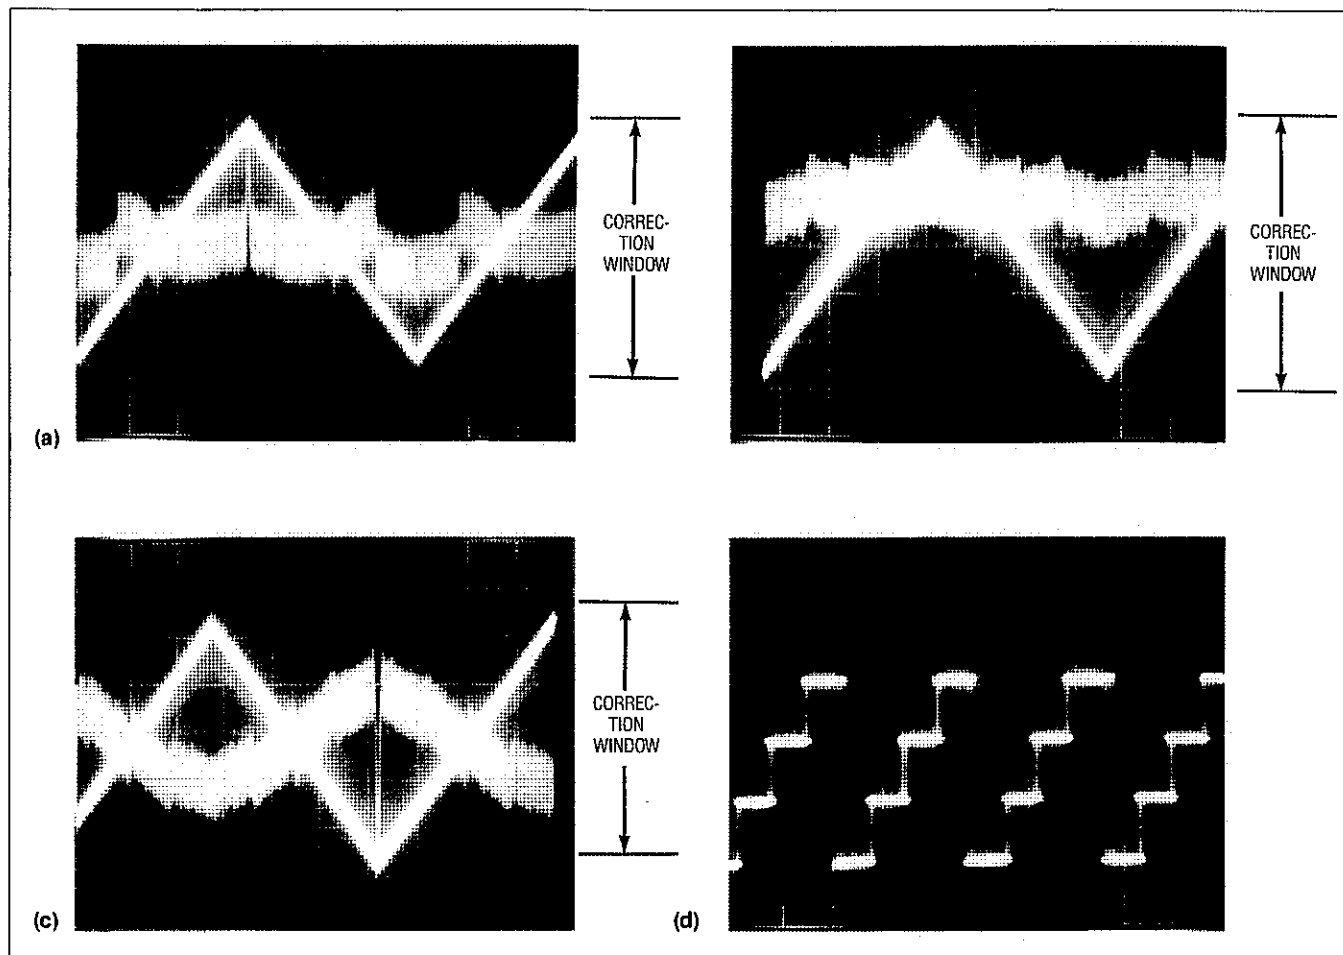 CORREC-
TION
WINDOW
CORREC-
TION
WINDOW
(a)
CORREC-
TION
WINDOW
(c)
(d)